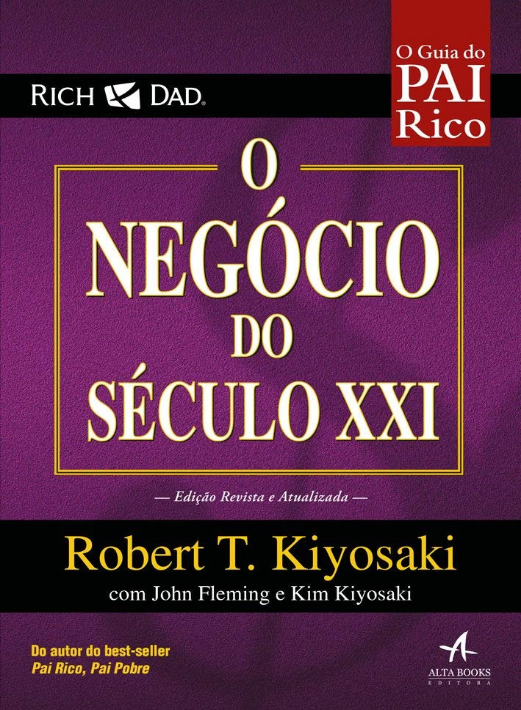 O Guia do
PAI
Rico
RICH DAD®
O
NEGÓCIO
DO
SÉCULO XXI
— Edição Revista e Atualizada —
Robert T. Kiyosaki
com John Fleming e Kim Kiyosaki
Do autor do best-seller
Pai Rico, Pai Pobre
ALTA BOOKS
EDITORA